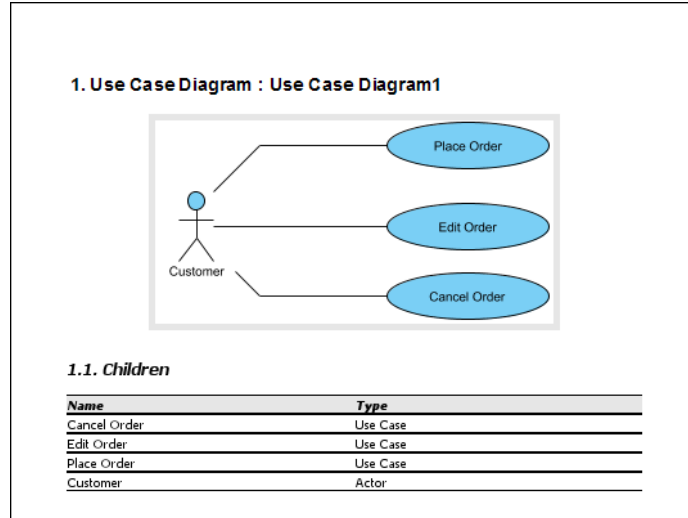 1. Use Case Diagram : Use Case Diagram1
Place Order
Edit Order
Customer
Cancel Order
1.1. Children
Name Type
Cancel Order Use Case
Edit Order Use Case
Place Order Use Case
Customer Actor